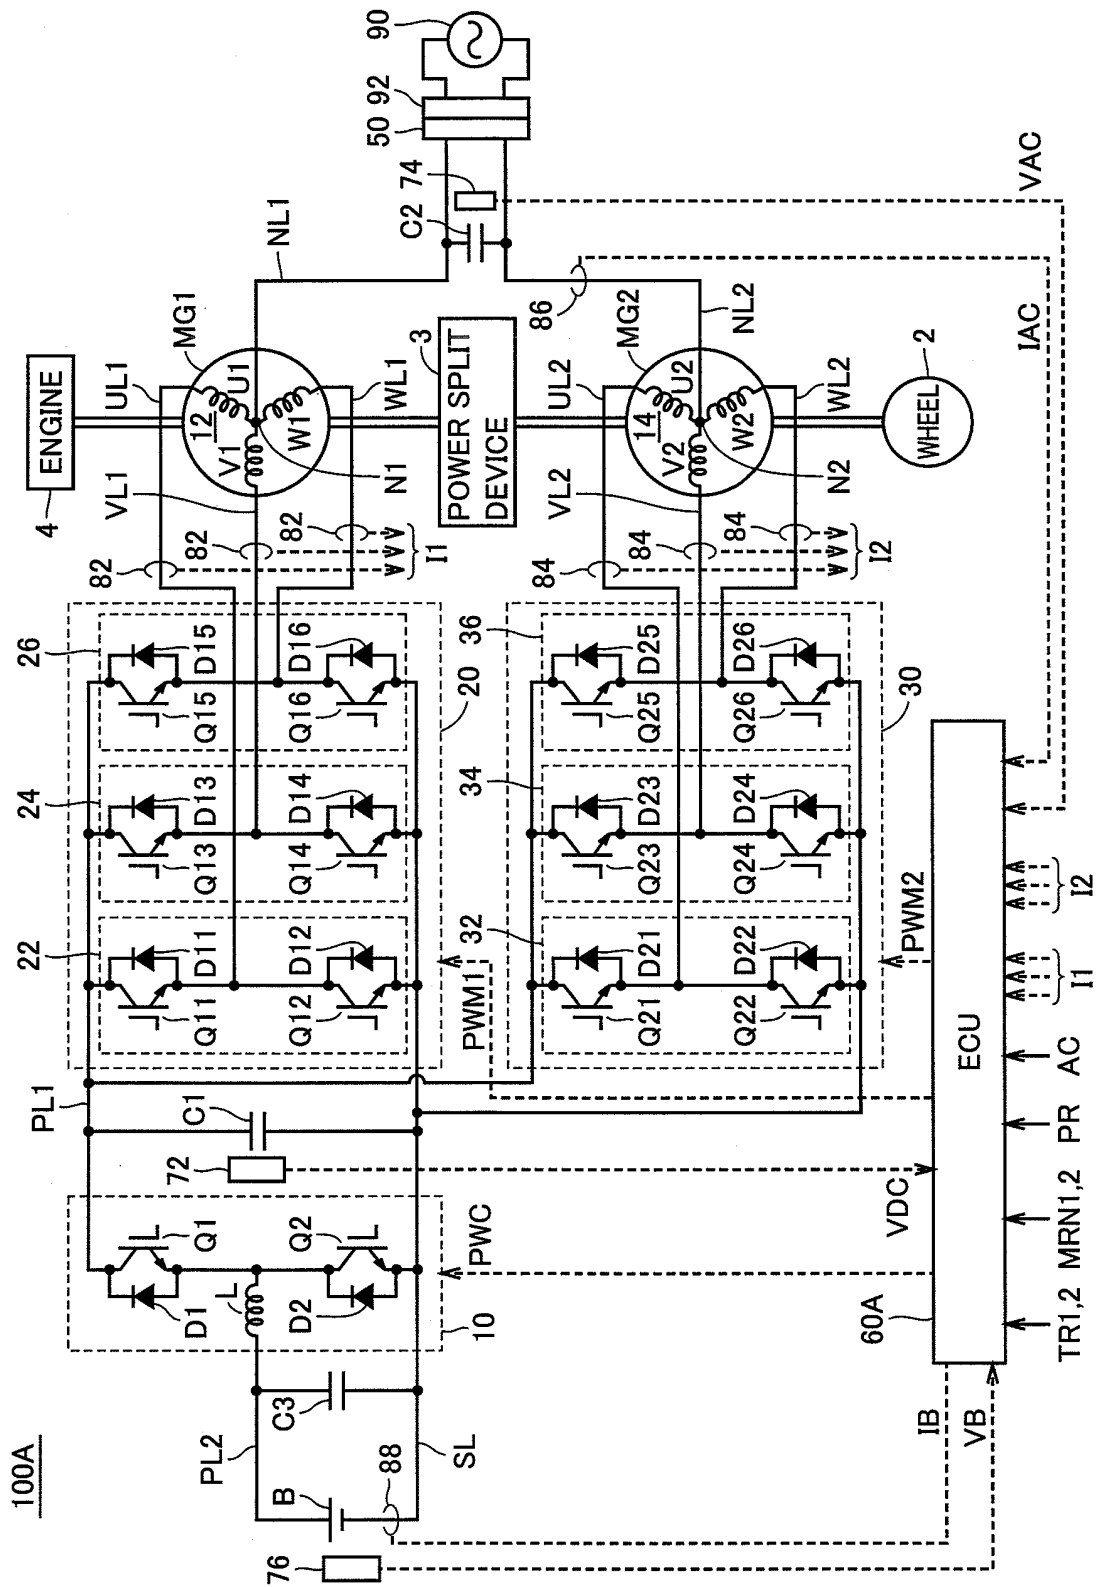 100A
PL1
PL2
SL
B
C3
88
76
10
L
Q1
D1
Q2
D2
C1
72
VDC
PWC
22
Q11
D11
Q12
D12
24
Q13
D13
Q14
D14
26
Q15
D15
Q16
D16
20
PWM1
32
Q21
D21
Q22
D22
34
Q23
D23
Q24
D24
36
Q25
D25
Q26
D26
30
PWM2
82
82
82
I1
84
84
84
I2
4
ENGINE
UL1
VL1
WL1
MG1
12
U1
V1
W1
N1
NL1
3
POWER SPLIT
DEVICE
UL2
VL2
WL2
MG2
14
U2
V2
W2
N2
NL2
2
WHEEL
86
C2
74
50
92
90
VAC
IAC
60A
ECU
IB
VB
TR1,2
MRN1,2
PR
AC
I1
I2